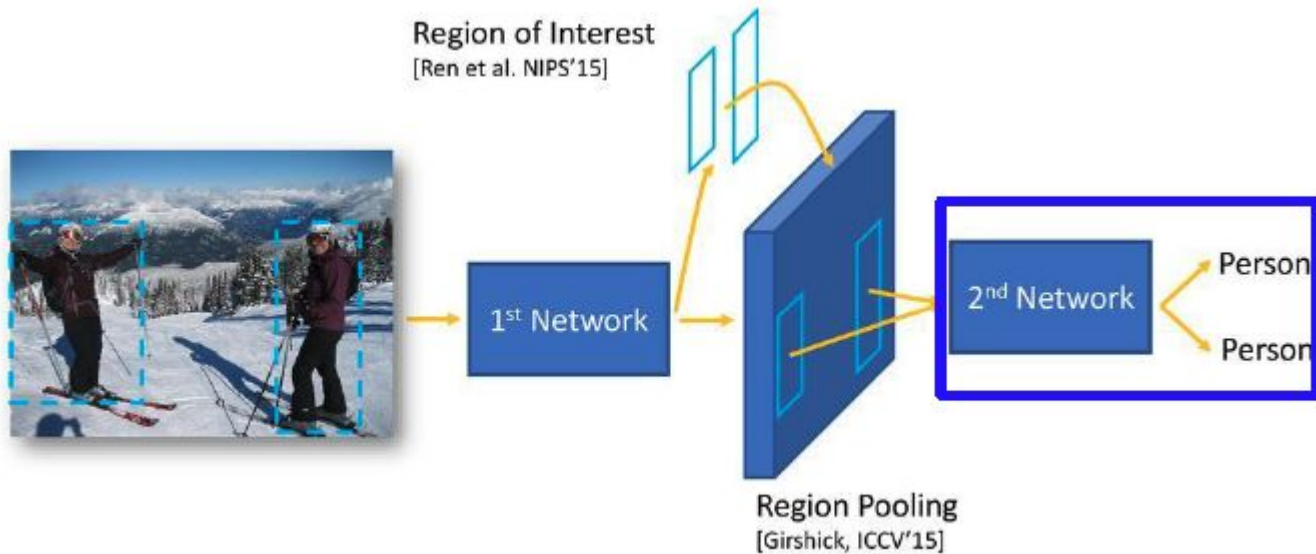 Region of Interest
[Ren et al. NIPS'15]
1st Network
2nd Network
Person
Person
Region Pooling
[Girshick, ICCV'15]